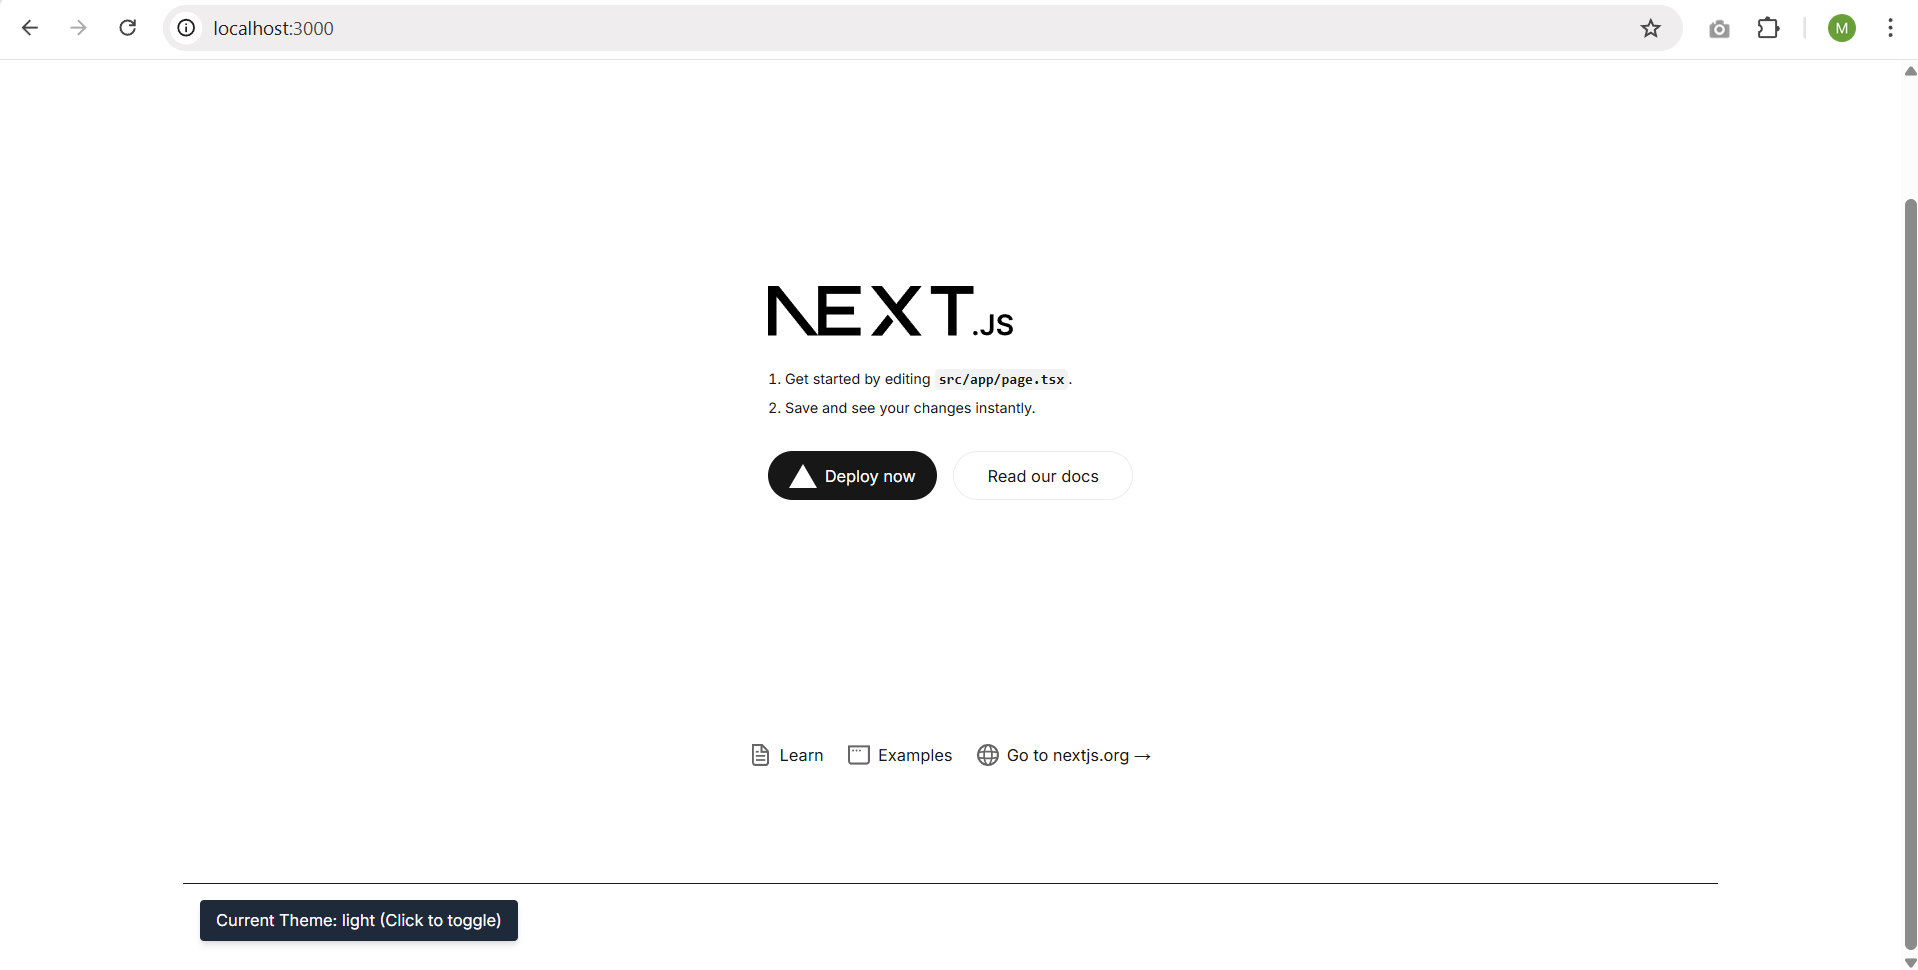 localhost:3000
M
NEXT.JS
1. Get started by editing src/app/page.tsx.
2. Save and see your changes instantly.
Deploy now
Read our docs
Learn
Examples
Go to nextjs.org →
Current Theme: light (Click to toggle)